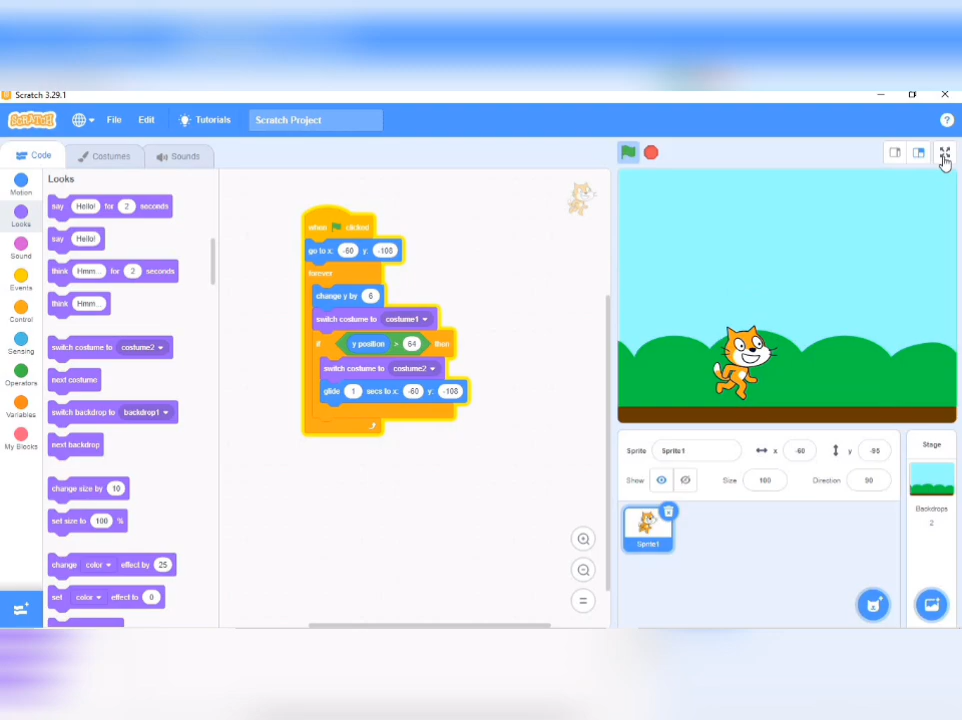 Scratch 3.29.1
SCRATCH File Edit Tutorials Scratch Project ?
Code Costumes Sounds
Motion
Looks
Sound
Events
Control
Sensing
Operators
Variables
My Blocks
Looks
say Hello! for 2 seconds
say Hello!
think Hmm... for 2 seconds
think Hmm...
switch costume to costume2
next costume
switch backdrop to backdrop1
next backdrop
change size by 10
set size to 100 %
change color effect by 25
set color effect to 0
when clicked
go to x: -60 y: -106
forever
change y by 6
switch costume to costume1
if y position > 54 then
switch costume to costume2
glide 1 secs to x: -60 y: -106
Sprite Sprite1 x -60 y -95
Show Size 100 Direction 90
Sprite1
Stage
Backdrops
2